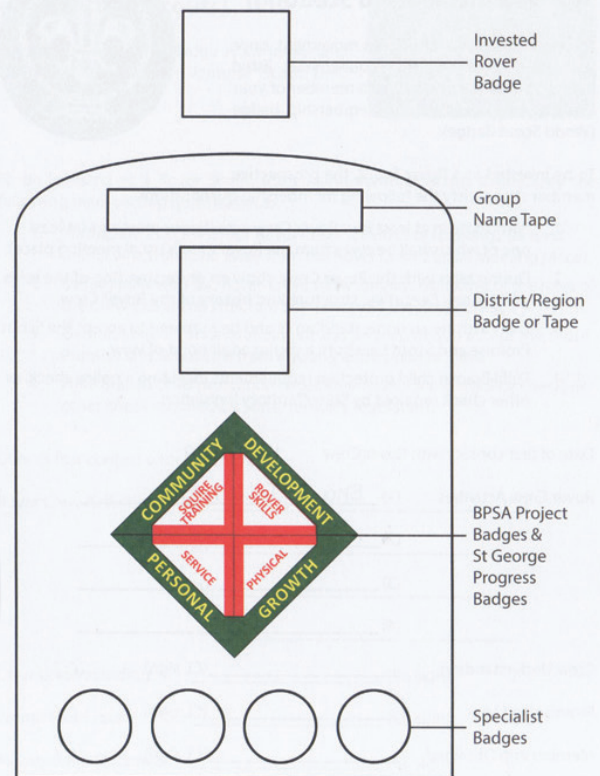 Invested
Rover
Badge
Group
Name Tape
District/Region
Badge or Tape
COMMUNITY
DEVELOPMENT
SQUIRE
TRAINING
ROVER
SKILLS
SERVICE
PHYSICAL
PERSONAL
GROWTH
BPSA Project
Badges &
St George
Progress
Badges
Specialist
Badges